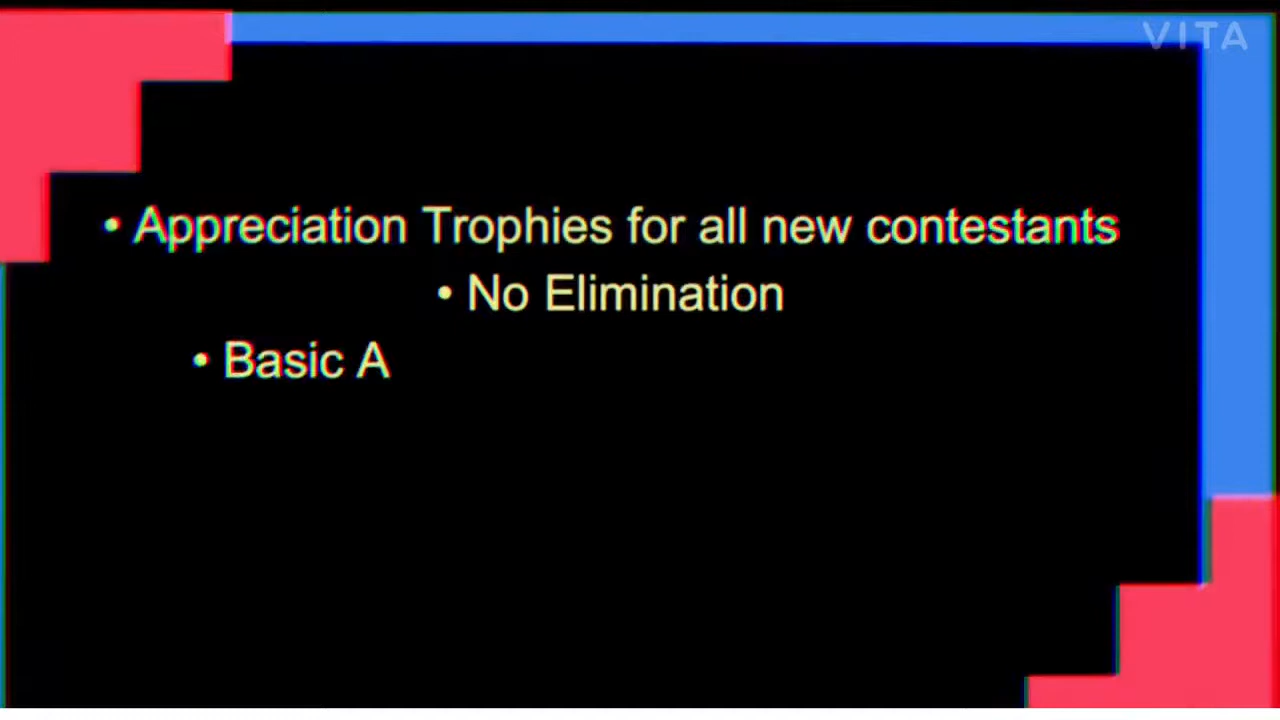 VITA
• Appreciation Trophies for all new contestants
• No Elimination
• Basic A